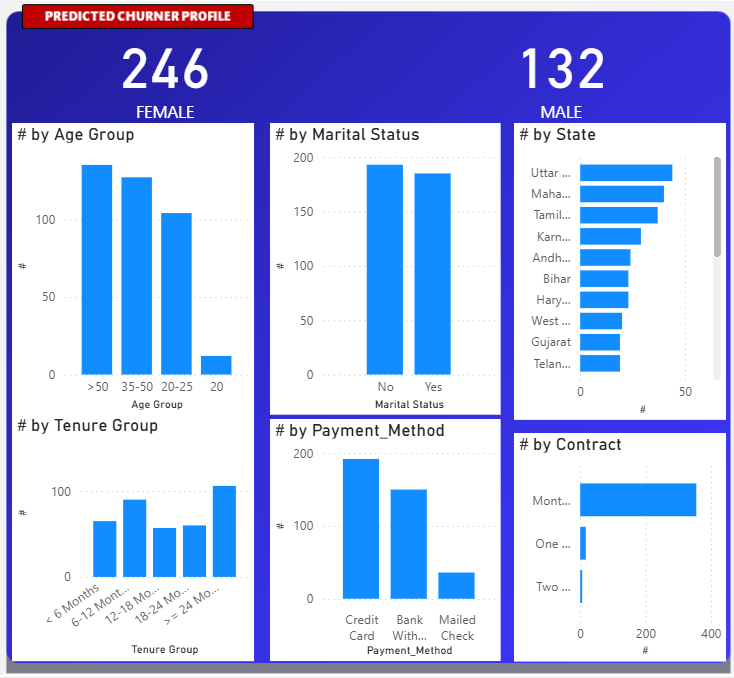 PREDICTED CHURNER PROFILE
246
FEMALE
132
MALE
# by Age Group
100
50
0
#
>50 35-50 20-25 20
Age Group
# by Marital Status
200
150
100
50
0
#
No Yes
Marital Status
# by State
Uttar ...
Maha...
Tamil...
Karn...
Andh...
Bihar
Hary...
West ...
Gujarat
Telan...
0 50
#
# by Tenure Group
100
0
#
< 6 Months
6-12 Mont...
12-18 Mo...
18-24 Mo...
>= 24 Mo...
Tenure Group
# by Payment_Method
200
100
0
#
Credit Card
Bank With...
Mailed Check
Payment_Method
# by Contract
Mont...
One ...
Two ...
0 200 400
#